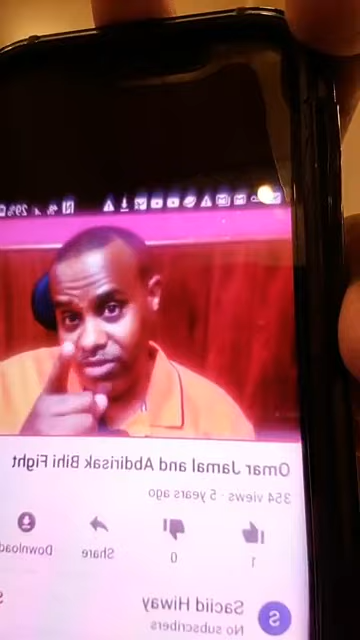 29%
Omar Jamal and Abdirisak Bihi Fight
354 views · 5 years ago
1
0
Share
Download
S
Saciid Hiway
No subscribers